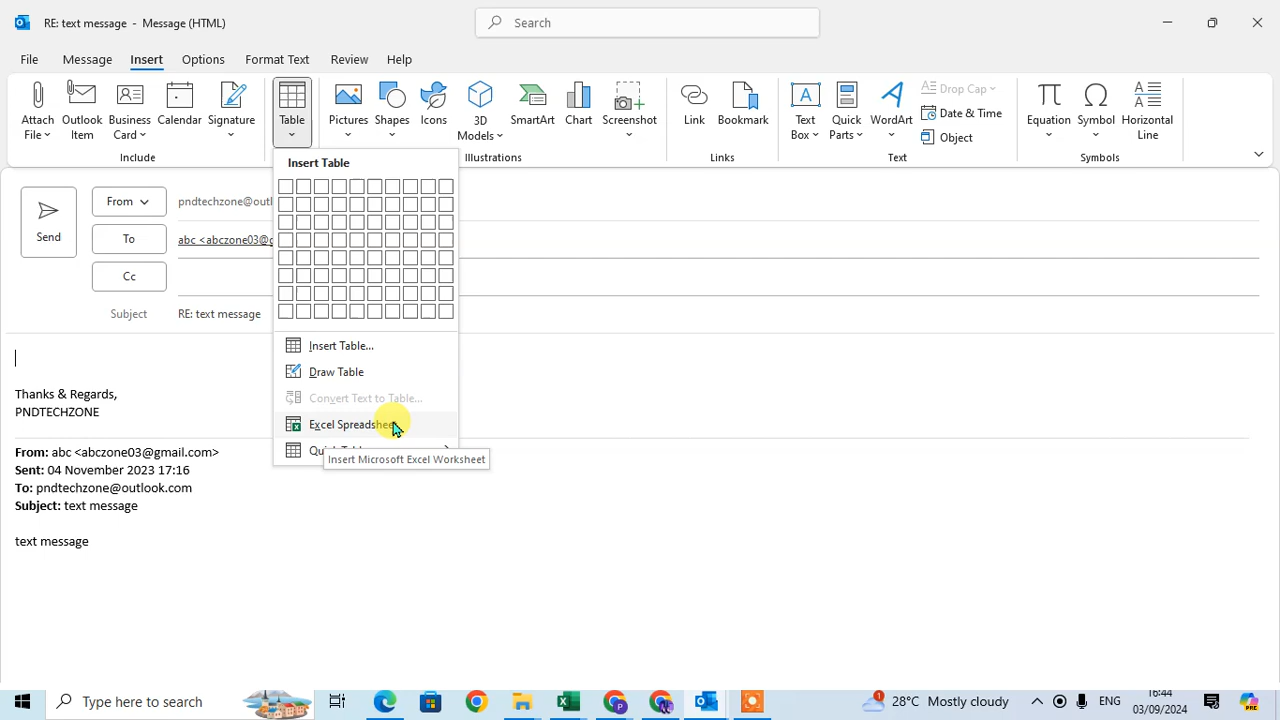 RE: text message - Message (HTML)
Search
File Message Insert Options Format Text Review Help
Attach File
Outlook Item
Business Card
Calendar
Signature
Table
Pictures
Shapes
Icons
3D Models
SmartArt
Chart
Screenshot
Link
Bookmark
Text Box
Quick Parts
WordArt
Drop Cap
Date & Time
Object
Equation
Symbol
Horizontal Line
Include
Illustrations
Links
Text
Symbols
Insert Table
Insert Table...
Draw Table
Convert Text to Table...
Excel Spreadsheet
Insert Microsoft Excel Worksheet
Send
From
pndtechzone@outl
To
abc <abczone03@g
Cc
Subject
RE: text message
Thanks & Regards,
PNDTECHZONE
From: abc <abczone03@gmail.com>
Sent: 04 November 2023 17:16
To: pndtechzone@outlook.com
Subject: text message
text message
Type here to search
28°C Mostly cloudy
ENG
16:44
03/09/2024